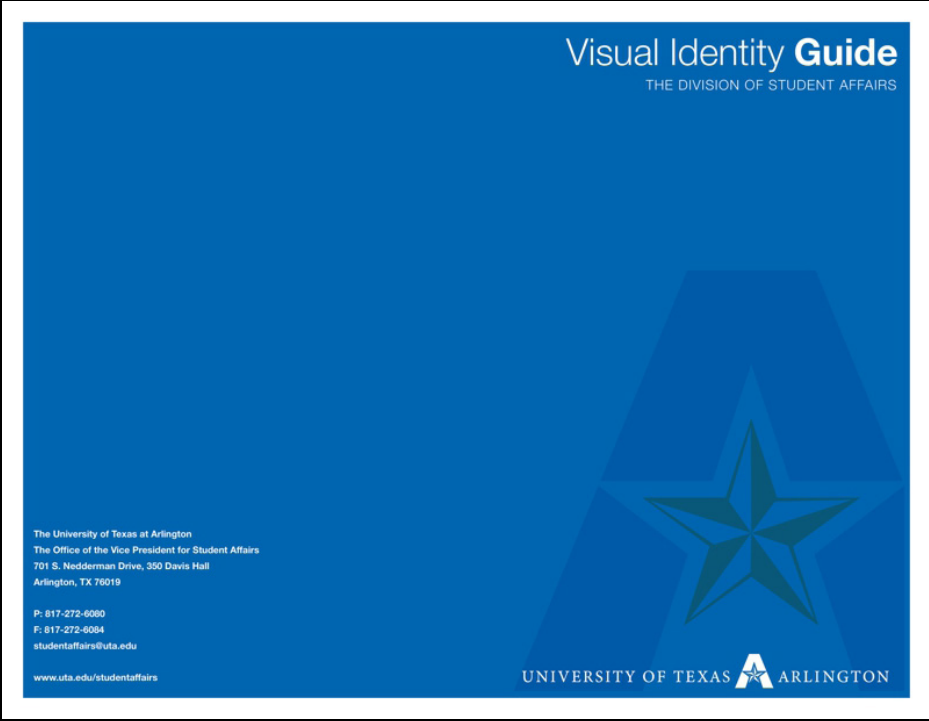 Visual Identity Guide
THE DIVISION OF STUDENT AFFAIRS
The University of Texas at Arlington
The Office of the Vice President for Student Affairs
701 S. Nedderman Drive, 350 Davis Hall
Arlington, TX 76019
P: 817-272-6080
F: 817-272-6084
studentaffairs@uta.edu
www.uta.edu/studentaffairs
UNIVERSITY OF TEXAS A ARLINGTON